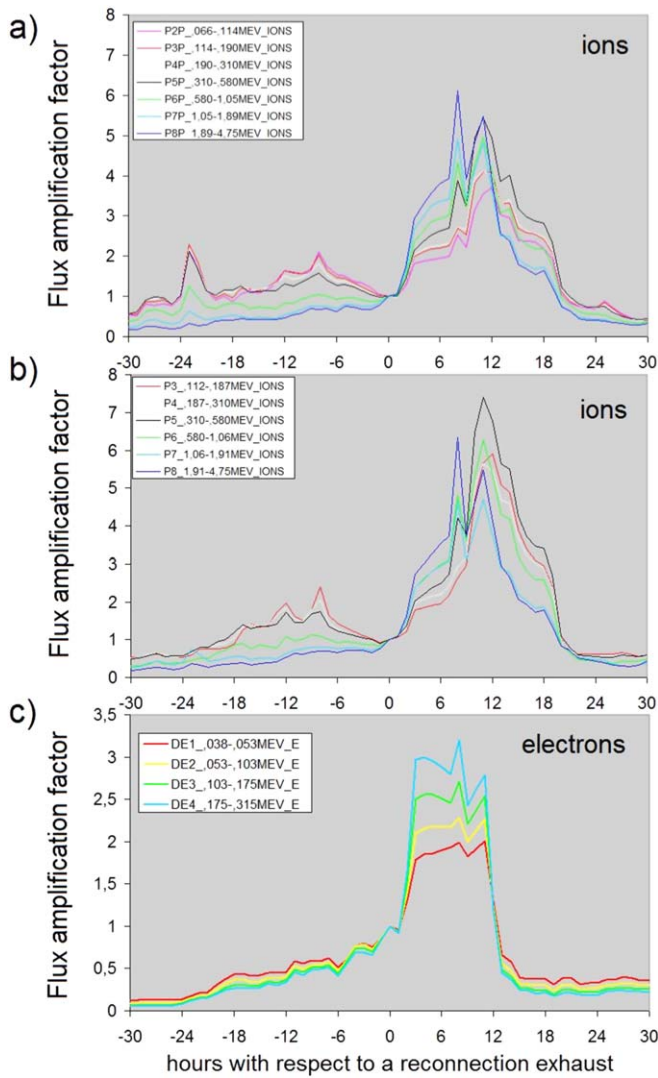 a)
P2P_.066-.114MEV_IONS
P3P_.114-.190MEV_IONS
P4P_.190-.310MEV_IONS
P5P_.310-.580MEV_IONS
P6P_.580-1.05MEV_IONS
P7P_1.05-1.89MEV_IONS
P8P_1.89-4.75MEV_IONS
ions
Flux amplification factor
8
7
6
5
4
3
2
1
0
-30 -24 -18 -12 -6 0 6 12 18 24 30
b)
P3_.112-.187MEV_IONS
P4_.187-.310MEV_IONS
P5_.310-.580MEV_IONS
P6_.580-1.06MEV_IONS
P7_1.06-1.91MEV_IONS
P8_1.91-4.75MEV_IONS
ions
Flux amplification factor
8
7
6
5
4
3
2
1
0
-30 -24 -18 -12 -6 0 6 12 18 24 30
c)
DE1_,038-,053MEV_E
DE2_,053-,103MEV_E
DE3_,103-,175MEV_E
DE4_,175-,315MEV_E
electrons
Flux amplification factor
3,5
3
2,5
2
1,5
1
0,5
0
-30 -24 -18 -12 -6 0 6 12 18 24 30
hours with respect to a reconnection exhaust